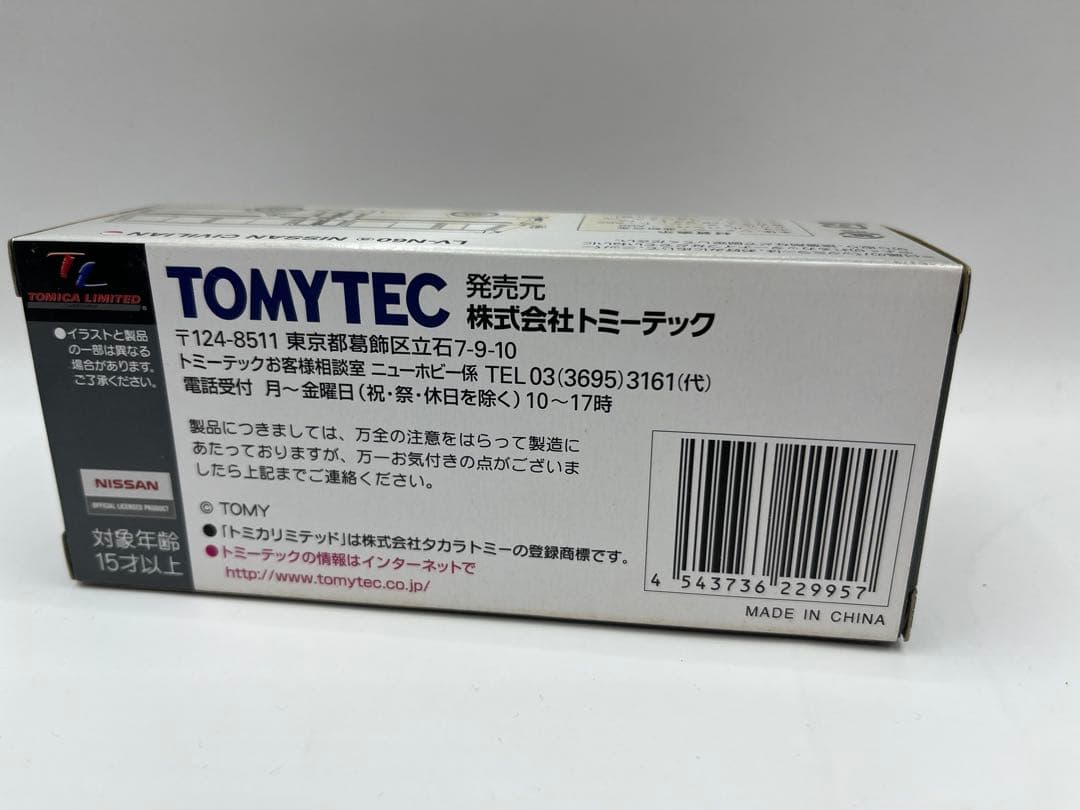 LV-N60a NISSAN CIVILIAN
TL
TOMICA LIMITED
●イラストと製品
の一部は異なる
場合があります。
ご了承ください。
NISSAN
OFFICIAL LICENSED PRODUCT
対象年齢
15才以上
TOMYTEC
発売元
株式会社トミーテック
〒124-8511 東京都葛飾区立石7-9-10
トミーテックお客様相談室 ニューホビー係 TEL 03(3695)3161(代)
電話受付 月〜金曜日(祝・祭・休日を除く)10〜17時
製品につきましては、万全の注意をはらって製造に
あたっておりますが、万一お気付きの点がございま
したら上記までご連絡ください。
© TOMY
●「トミカリミテッド」は株式会社タカラトミーの登録商標です。
●トミーテックの情報はインターネットで
http://www.tomytec.co.jp/
4 543736 229957
MADE IN CHINA